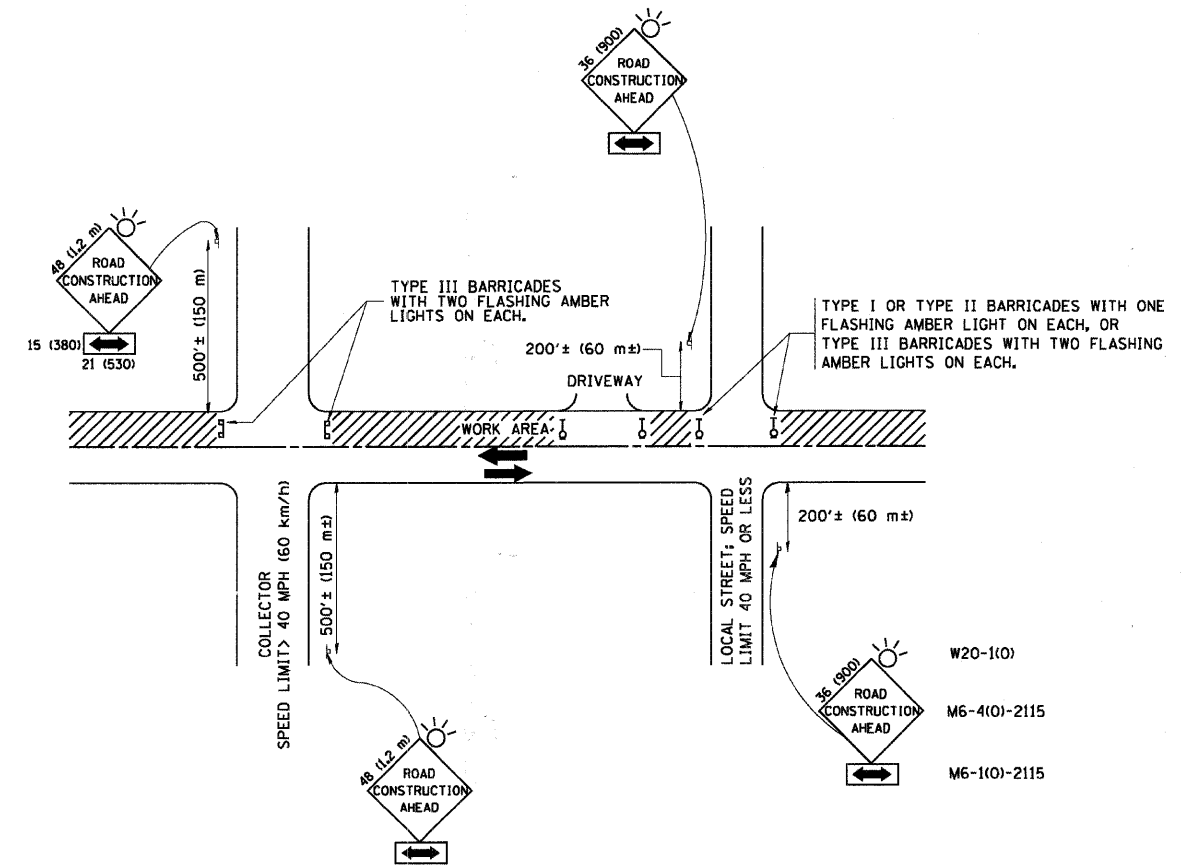 36 (900)
ROAD
CONSTRUCTION
AHEAD
48 (1.2 m)
ROAD
CONSTRUCTION
AHEAD
15 (380)
21 (530)
500'± (150 m)
TYPE III BARRICADES
WITH TWO FLASHING AMBER
LIGHTS ON EACH.
TYPE I OR TYPE II BARRICADES WITH ONE
FLASHING AMBER LIGHT ON EACH, OR
TYPE III BARRICADES WITH TWO FLASHING
AMBER LIGHTS ON EACH.
200'± (60 m±)
DRIVEWAY
WORK AREA
COLLECTOR
SPEED LIMIT> 40 MPH (60 km/h)
500'± (150 m±)
LOCAL STREET; SPEED
LIMIT 40 MPH OR LESS
200'± (60 m±)
36 (900)
ROAD
CONSTRUCTION
AHEAD
W20-1(O)
M6-4(O)-2115
M6-1(O)-2115
48 (1.2 m)
ROAD
CONSTRUCTION
AHEAD